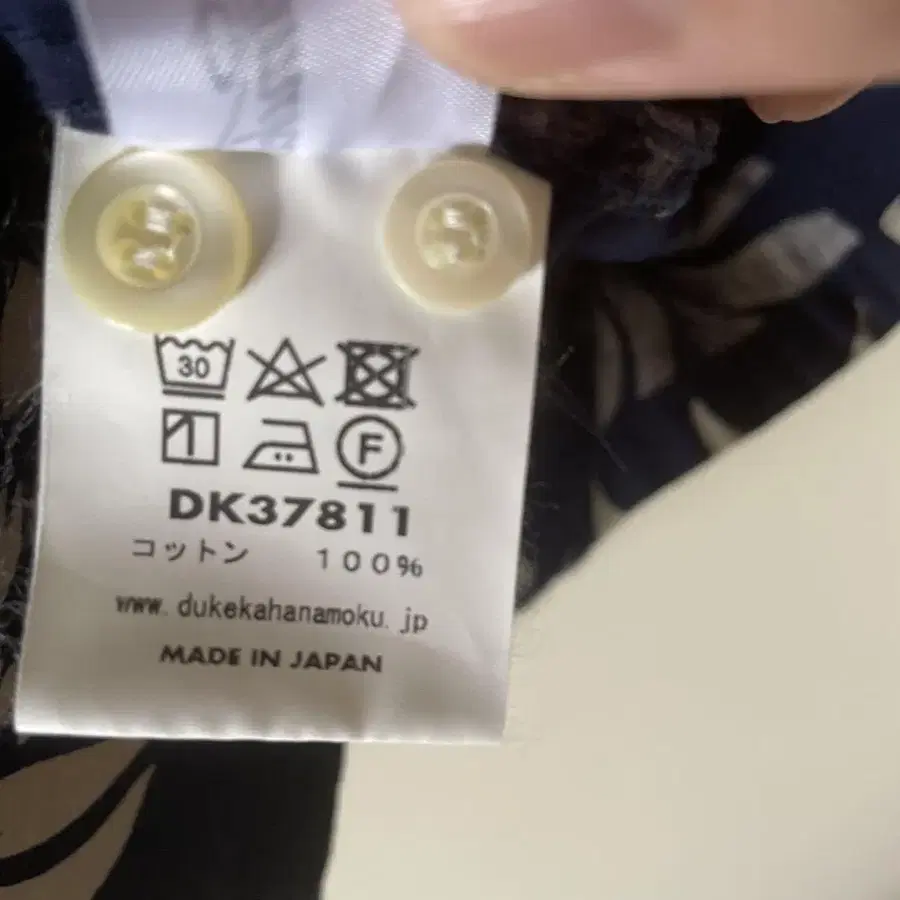 30
F
DK37811
コットン 100%
www.dukekahanamoku.jp
MADE IN JAPAN